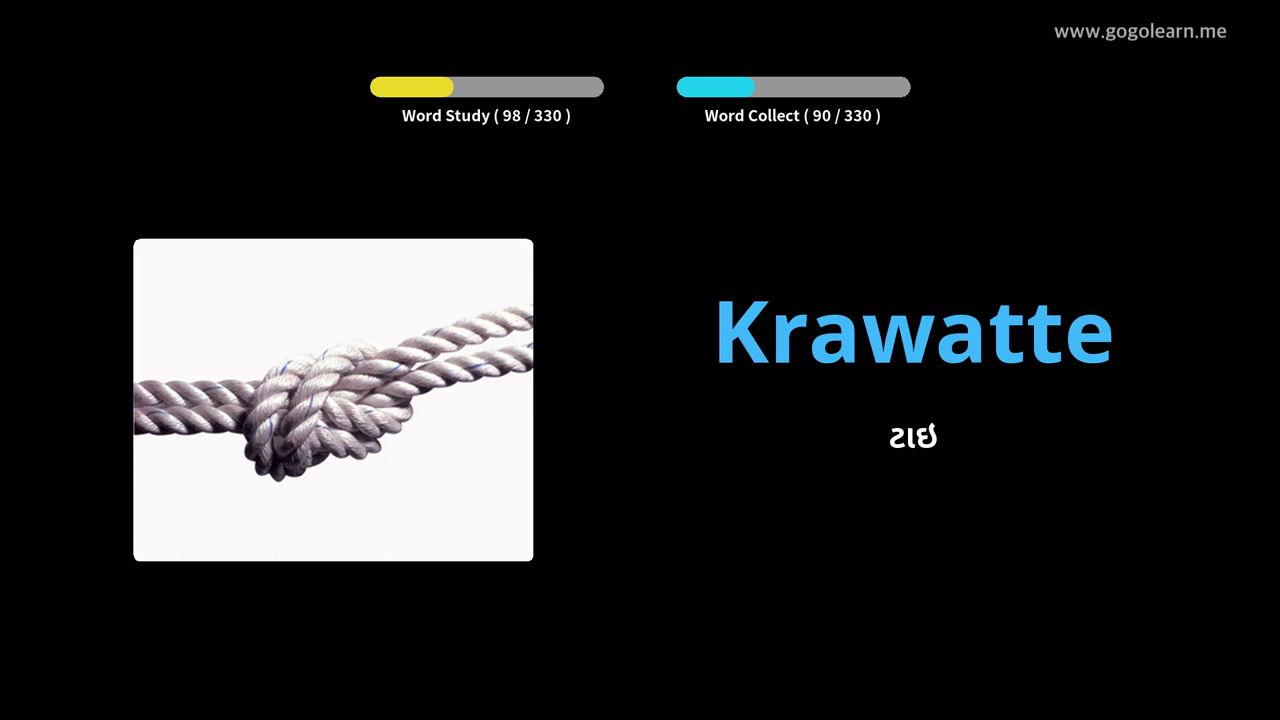 www.gogolearn.me
Word Study ( 98 / 330 )
Word Collect ( 90 / 330 )
Krawatte
ટાઇ